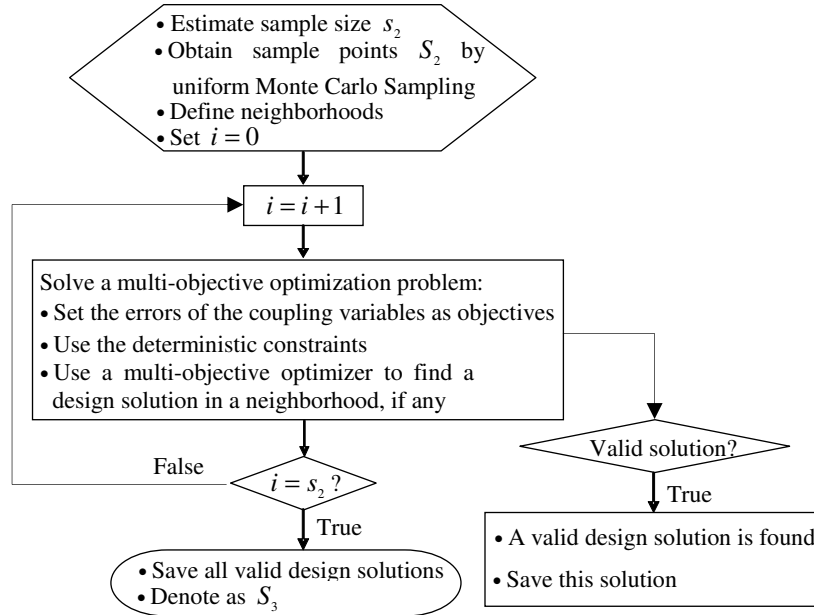 • Estimate sample size s₂
• Obtain sample points S₂ by
uniform Monte Carlo Sampling
• Define neighborhoods
• Set i = 0
i = i + 1
Solve a multi-objective optimization problem:
• Set the errors of the coupling variables as objectives
• Use the deterministic constraints
• Use a multi-objective optimizer to find a
design solution in a neighborhood, if any
Valid solution?
False
i = s₂ ?
True
True
• A valid design solution is found
• Save this solution
• Save all valid design solutions
• Denote as S₃